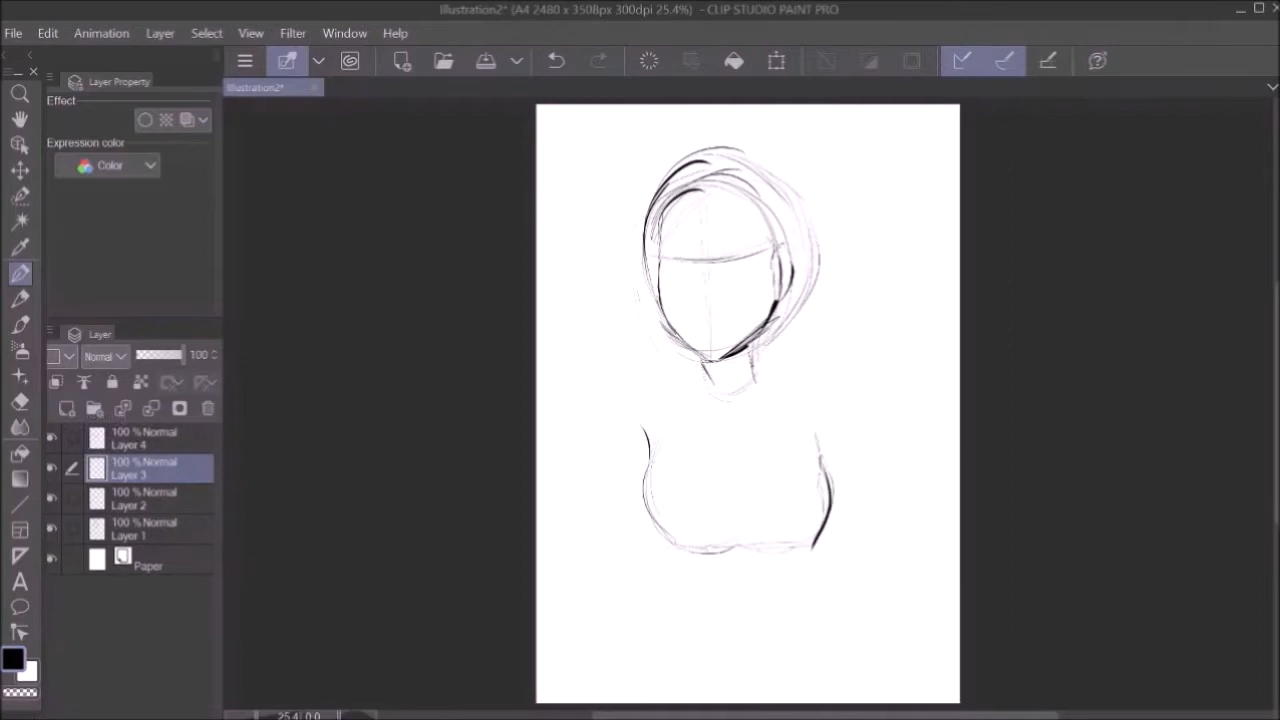 Illustration2* (A4 2480 x 3508px 300dpi 25.4%) - CLIP STUDIO PAINT PRO
File Edit Animation Layer Select View Filter Window Help
Illustration2*
Layer Property
Effect
Expression color
Color
Layer
Normal 100
100 % Normal
Layer 4
100 % Normal
Layer 3
100 % Normal
Layer 2
100 % Normal
Layer 1
Paper
A
25.4 0.0